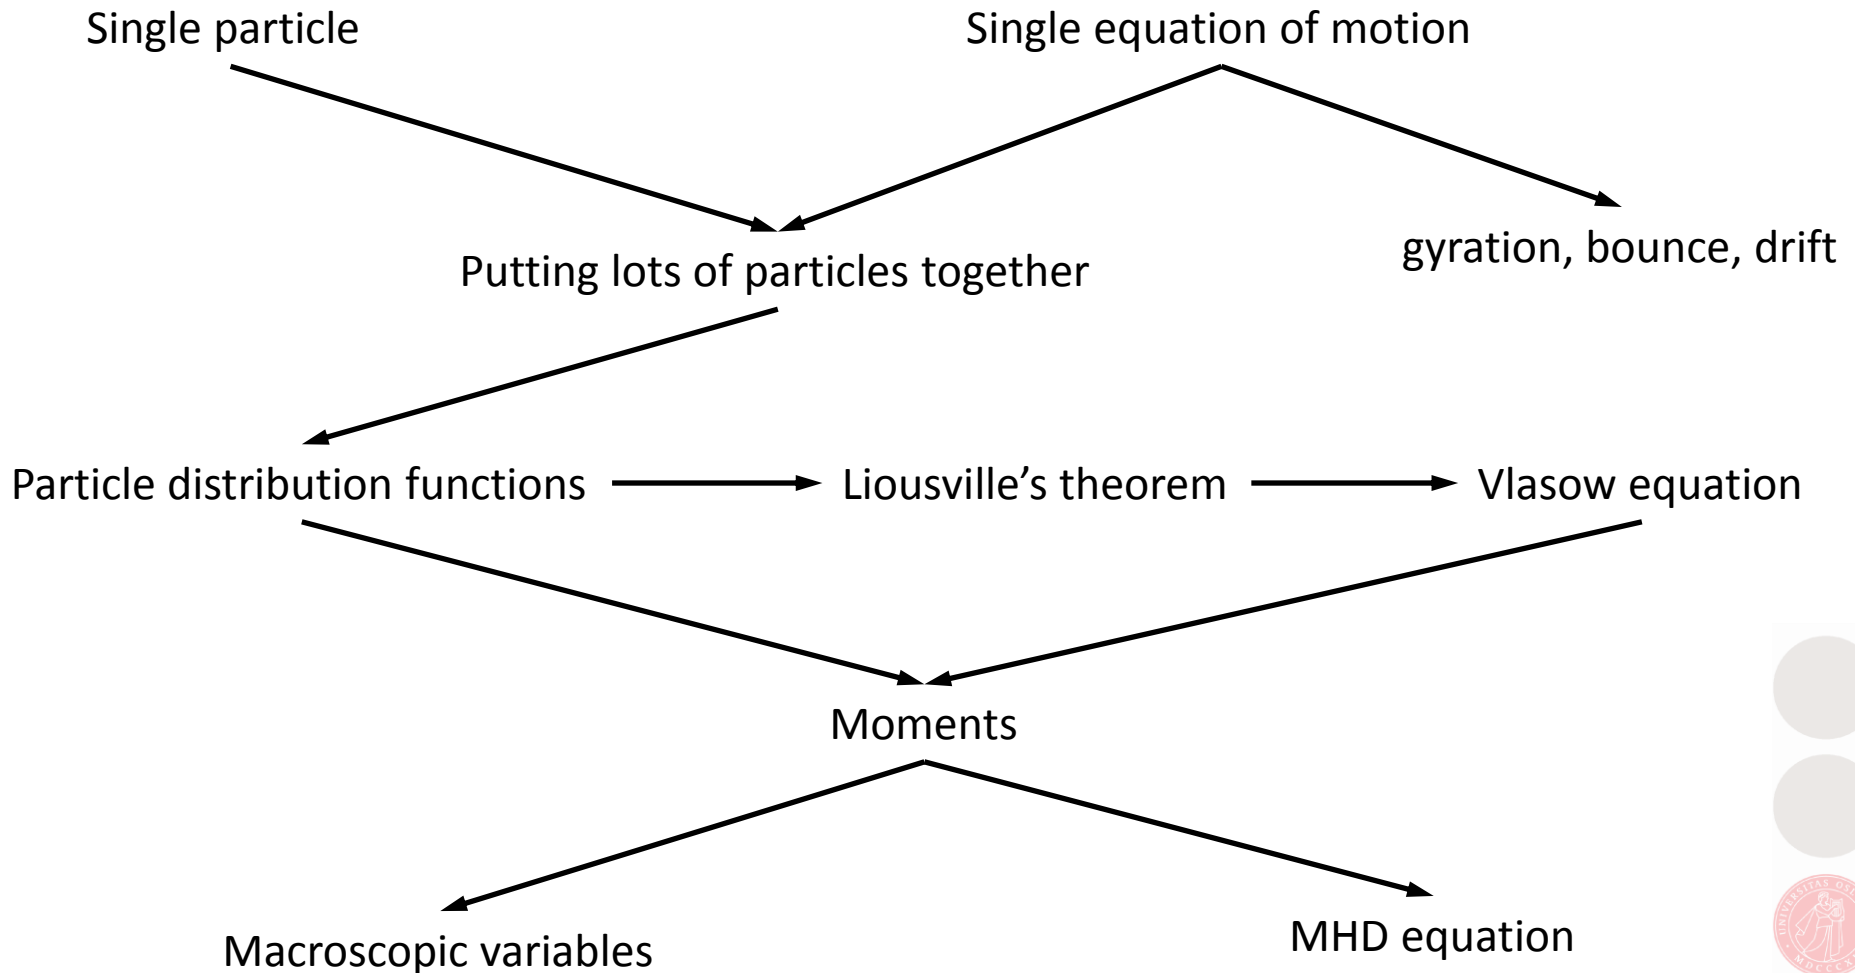 Single particle
Single equation of motion
gyration, bounce, drift
Putting lots of particles together
Particle distribution functions
Liousville’s theorem
Vlasow equation
Moments
Macroscopic variables
MHD equation